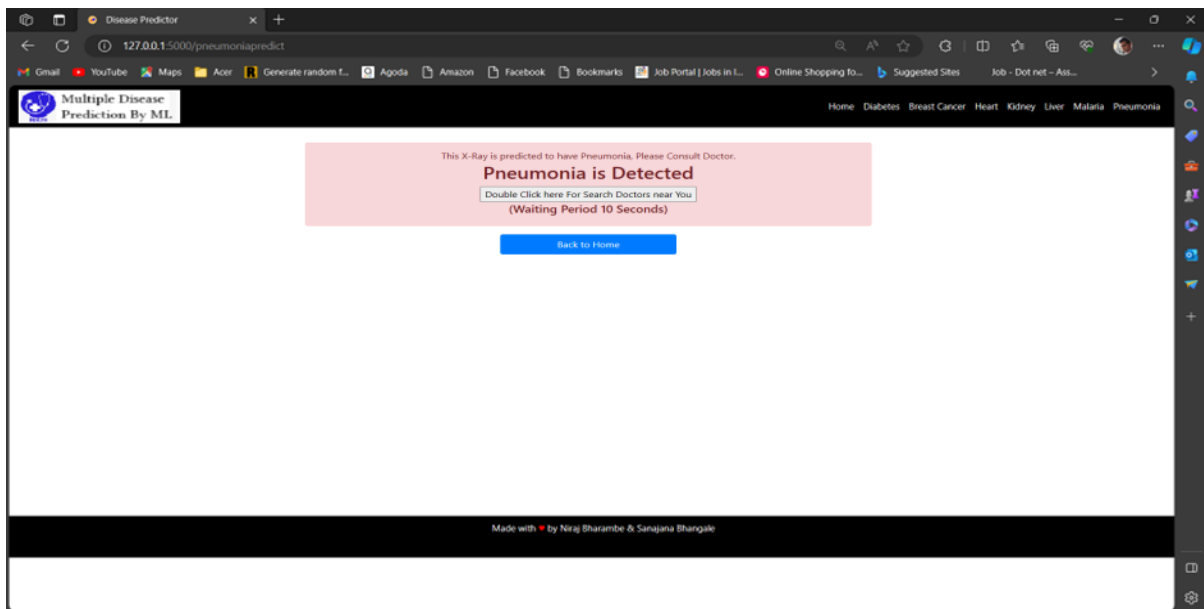 Disease Predictor
127.0.0.1:5000/pneumoniapredict
Gmail YouTube Maps Acer Generate random f... Agoda Amazon Facebook Bookmarks Job Portal | Jobs in I... Online Shopping fo... Suggested Sites Job - Dot net – Ass...
Multiple Disease
Prediction By ML
Home Diabetes Breast Cancer Heart Kidney Liver Malaria Pneumonia
This X-Ray is predicted to have Pneumonia, Please Consult Doctor.
Pneumonia is Detected
Double Click here For Search Doctors near You
(Waiting Period 10 Seconds)
Back to Home
Made with ♥ by Niraj Bharambe & Sanajana Bhangale